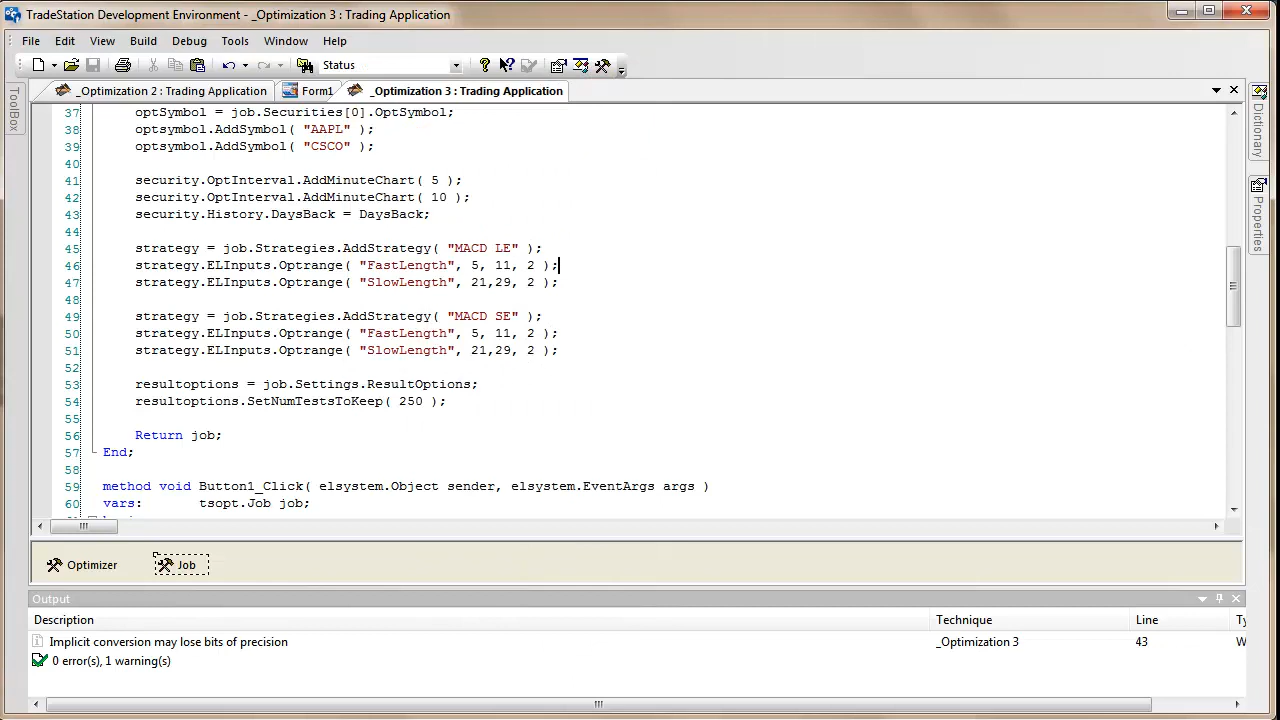 TradeStation Development Environment - _Optimization 3 : Trading Application
File Edit View Build Debug Tools Window Help
Status
_Optimization 2 : Trading Application Form1 _Optimization 3 : Trading Application
ToolBox
Dictionary
Properties
37 optSymbol = job.Securities[0].OptSymbol;
38 optsymbol.AddSymbol( "AAPL" );
39 optsymbol.AddSymbol( "CSCO" );
40
41 security.OptInterval.AddMinuteChart( 5 );
42 security.OptInterval.AddMinuteChart( 10 );
43 security.History.DaysBack = DaysBack;
44
45 strategy = job.Strategies.AddStrategy( "MACD LE" );
46 strategy.ELInputs.Optrange( "FastLength", 5, 11, 2 );
47 strategy.ELInputs.Optrange( "SlowLength", 21,29, 2 );
48
49 strategy = job.Strategies.AddStrategy( "MACD SE" );
50 strategy.ELInputs.Optrange( "FastLength", 5, 11, 2 );
51 strategy.ELInputs.Optrange( "SlowLength", 21,29, 2 );
52
53 resultoptions = job.Settings.ResultOptions;
54 resultoptions.SetNumTestsToKeep( 250 );
55
56 Return job;
57 End;
58
59 method void Button1_Click( elsystem.Object sender, elsystem.EventArgs args )
60 vars: tsopt.Job job;
Optimizer Job
Output
Description Technique Line Ty
Implicit conversion may lose bits of precision _Optimization 3 43 W
0 error(s), 1 warning(s)